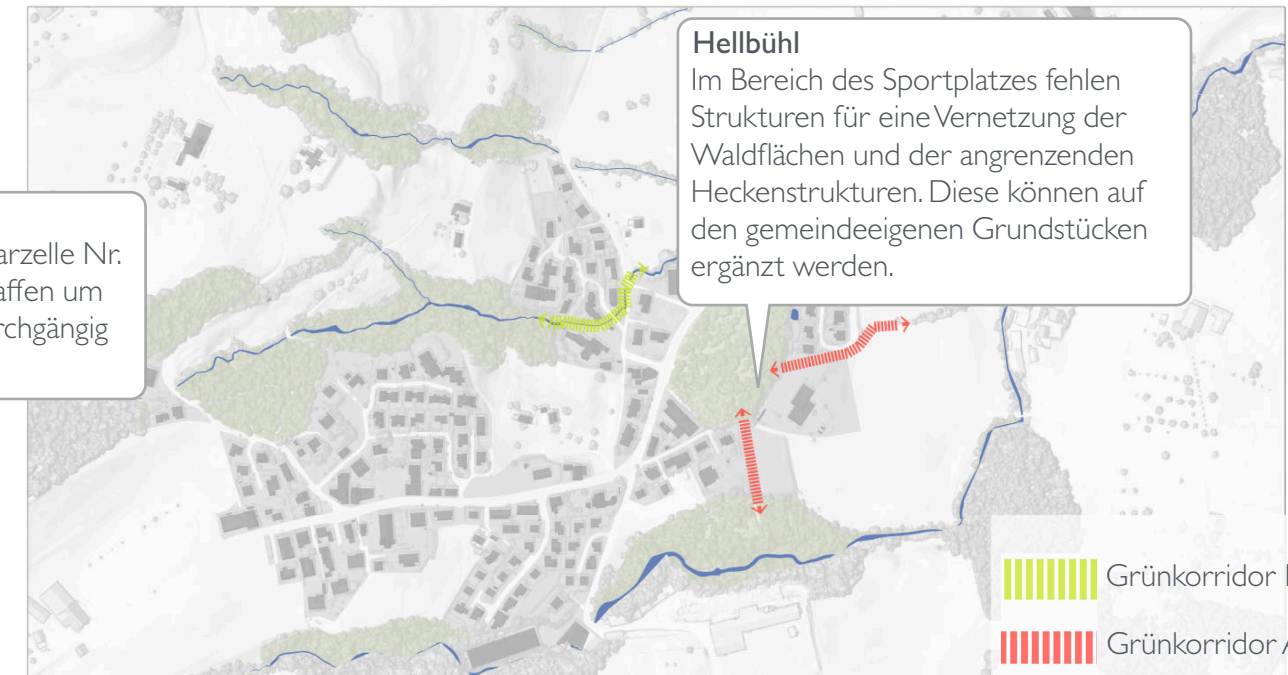 Hellbühl
Im Bereich des Sportplatzes fehlen
Strukturen für eine Vernetzung der
Waldflächen und der angrenzenden
Heckenstrukturen. Diese können auf
den gemeindeeigenen Grundstücken
ergänzt werden.
arzelle Nr.
affen um
rchgängig
Grünkorridor
Grünkorridor A